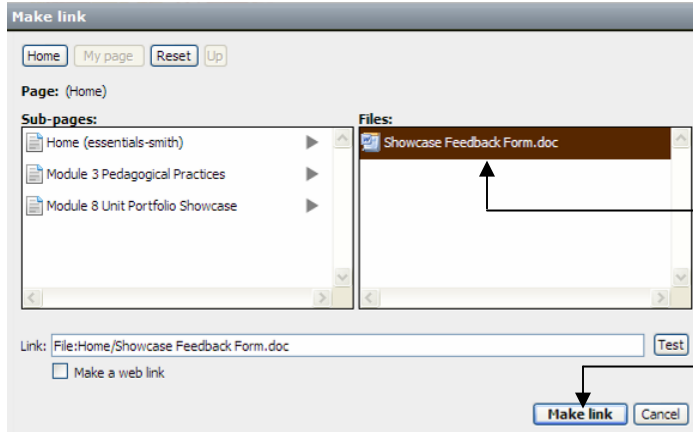 Make link
Home My page Reset Up
Page: (Home)
Sub-pages: Files:
Home (essentials-smith) Showcase Feedback Form.doc
Module 3 Pedagogical Practices
Module 8 Unit Portfolio Showcase
Link: File:Home/Showcase Feedback Form.doc Test
Make a web link
Make link Cancel